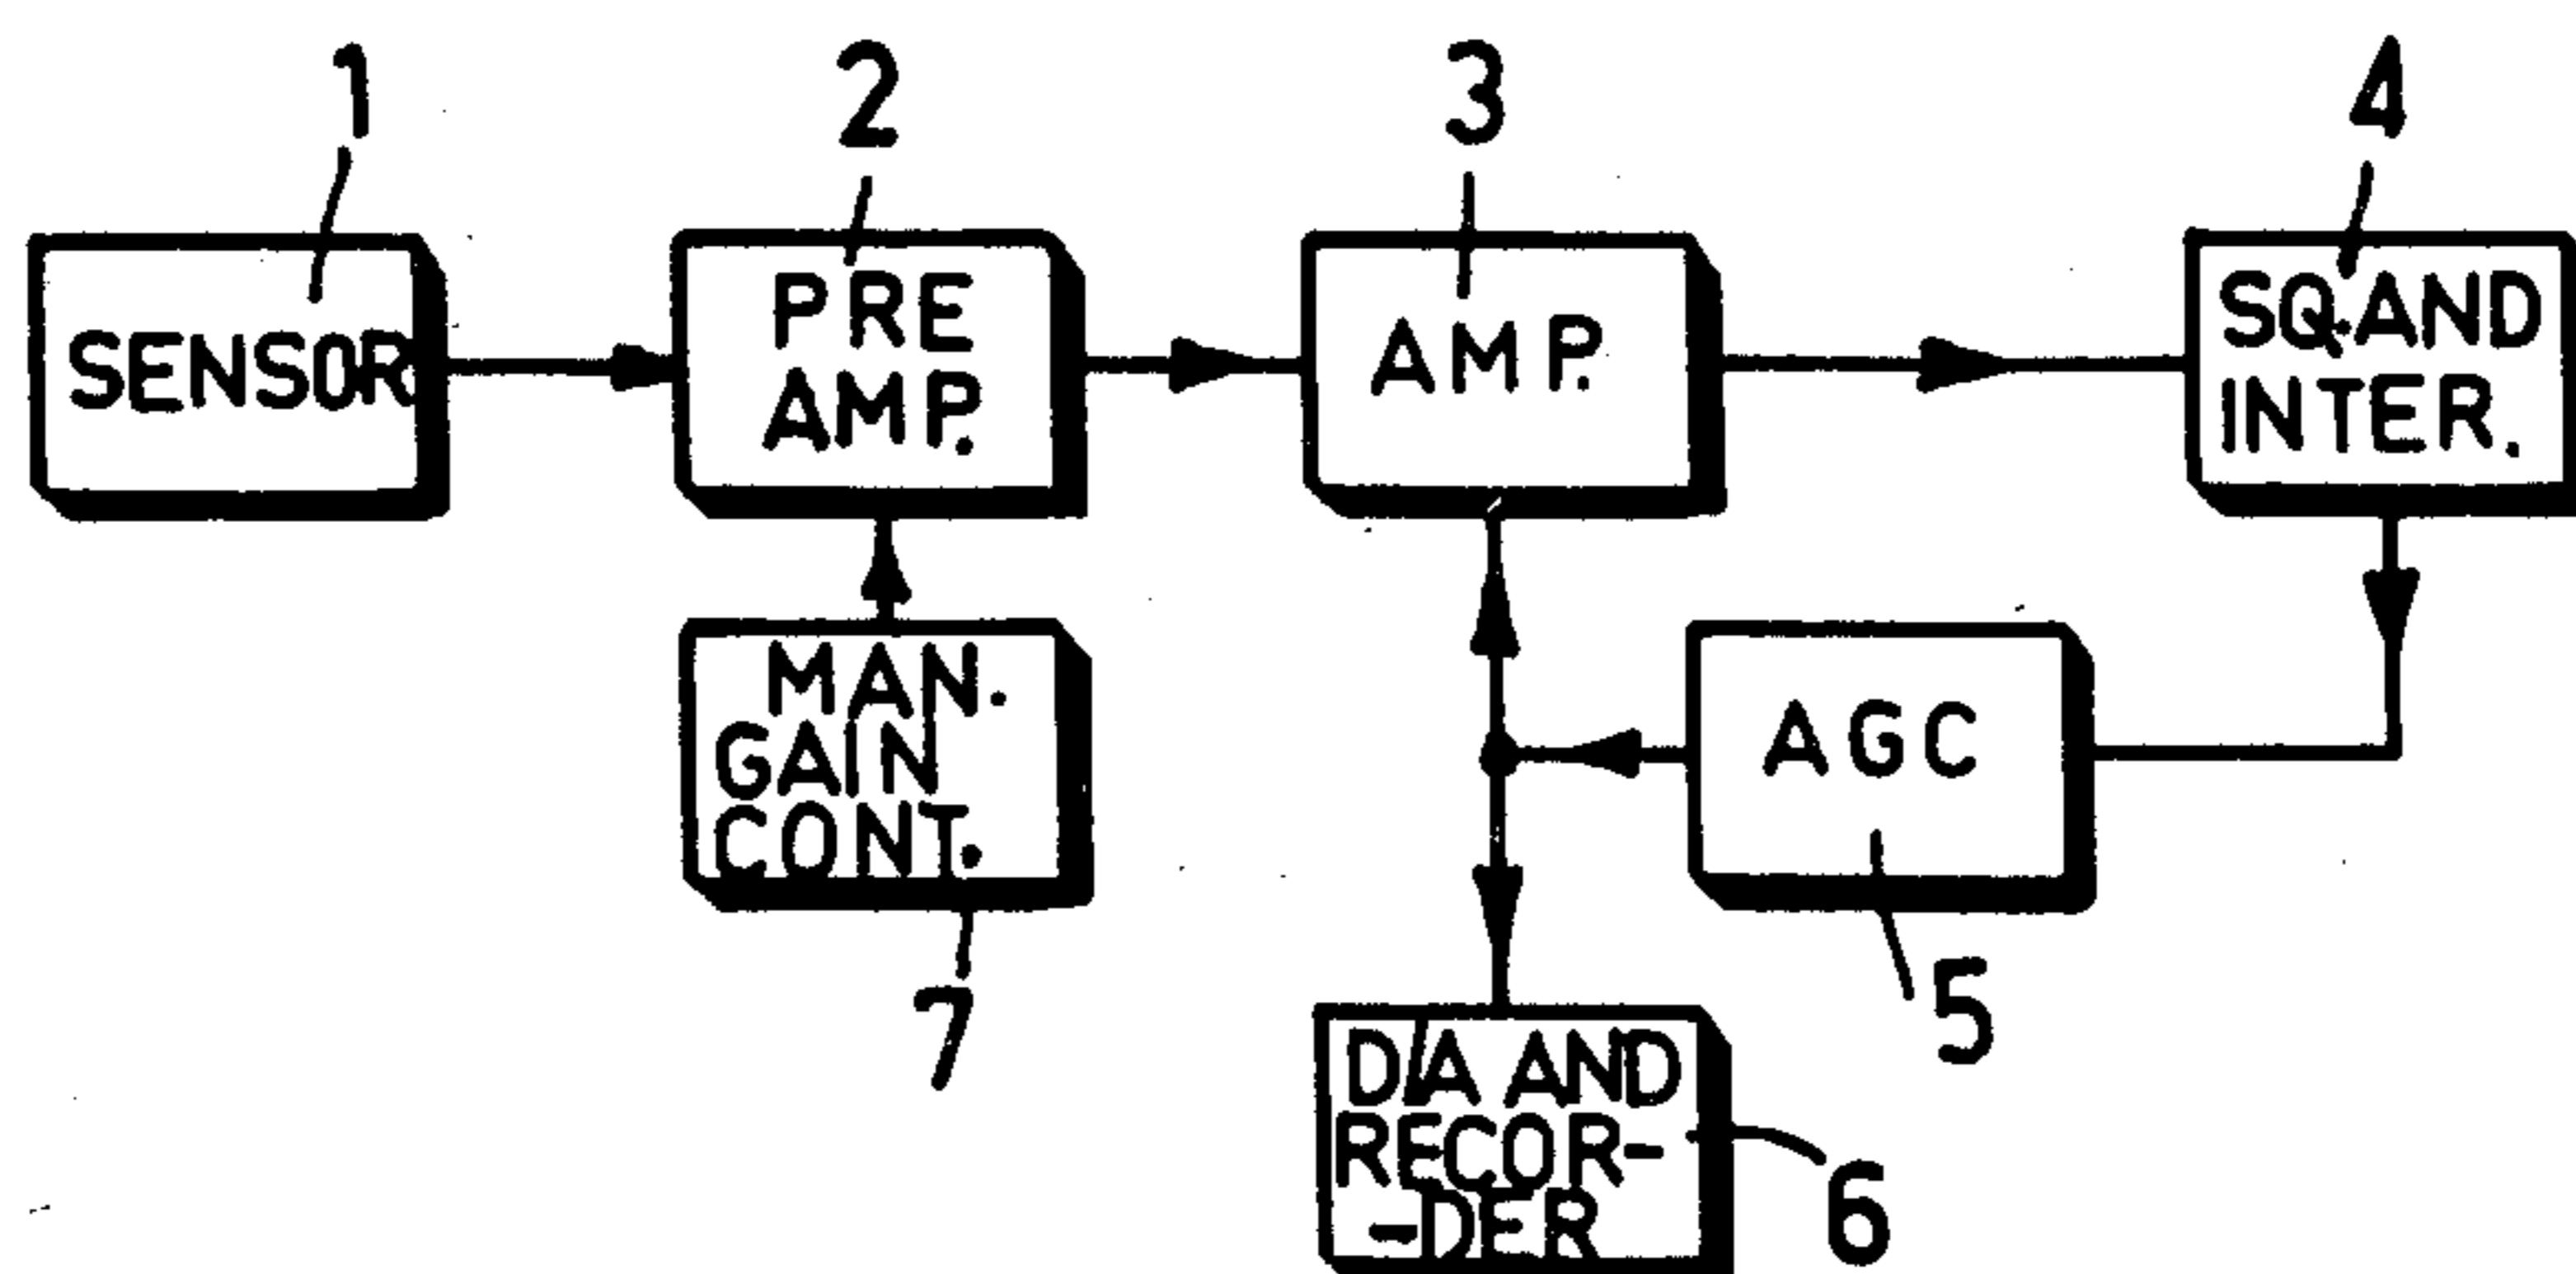 1
2
3
4
SENSOR
PRE
AMP.
AMP.
SQ. AND
INTER.
MAN.
GAIN
CONT.
AGC
7
5
D/A AND
RECOR-
-DER
6